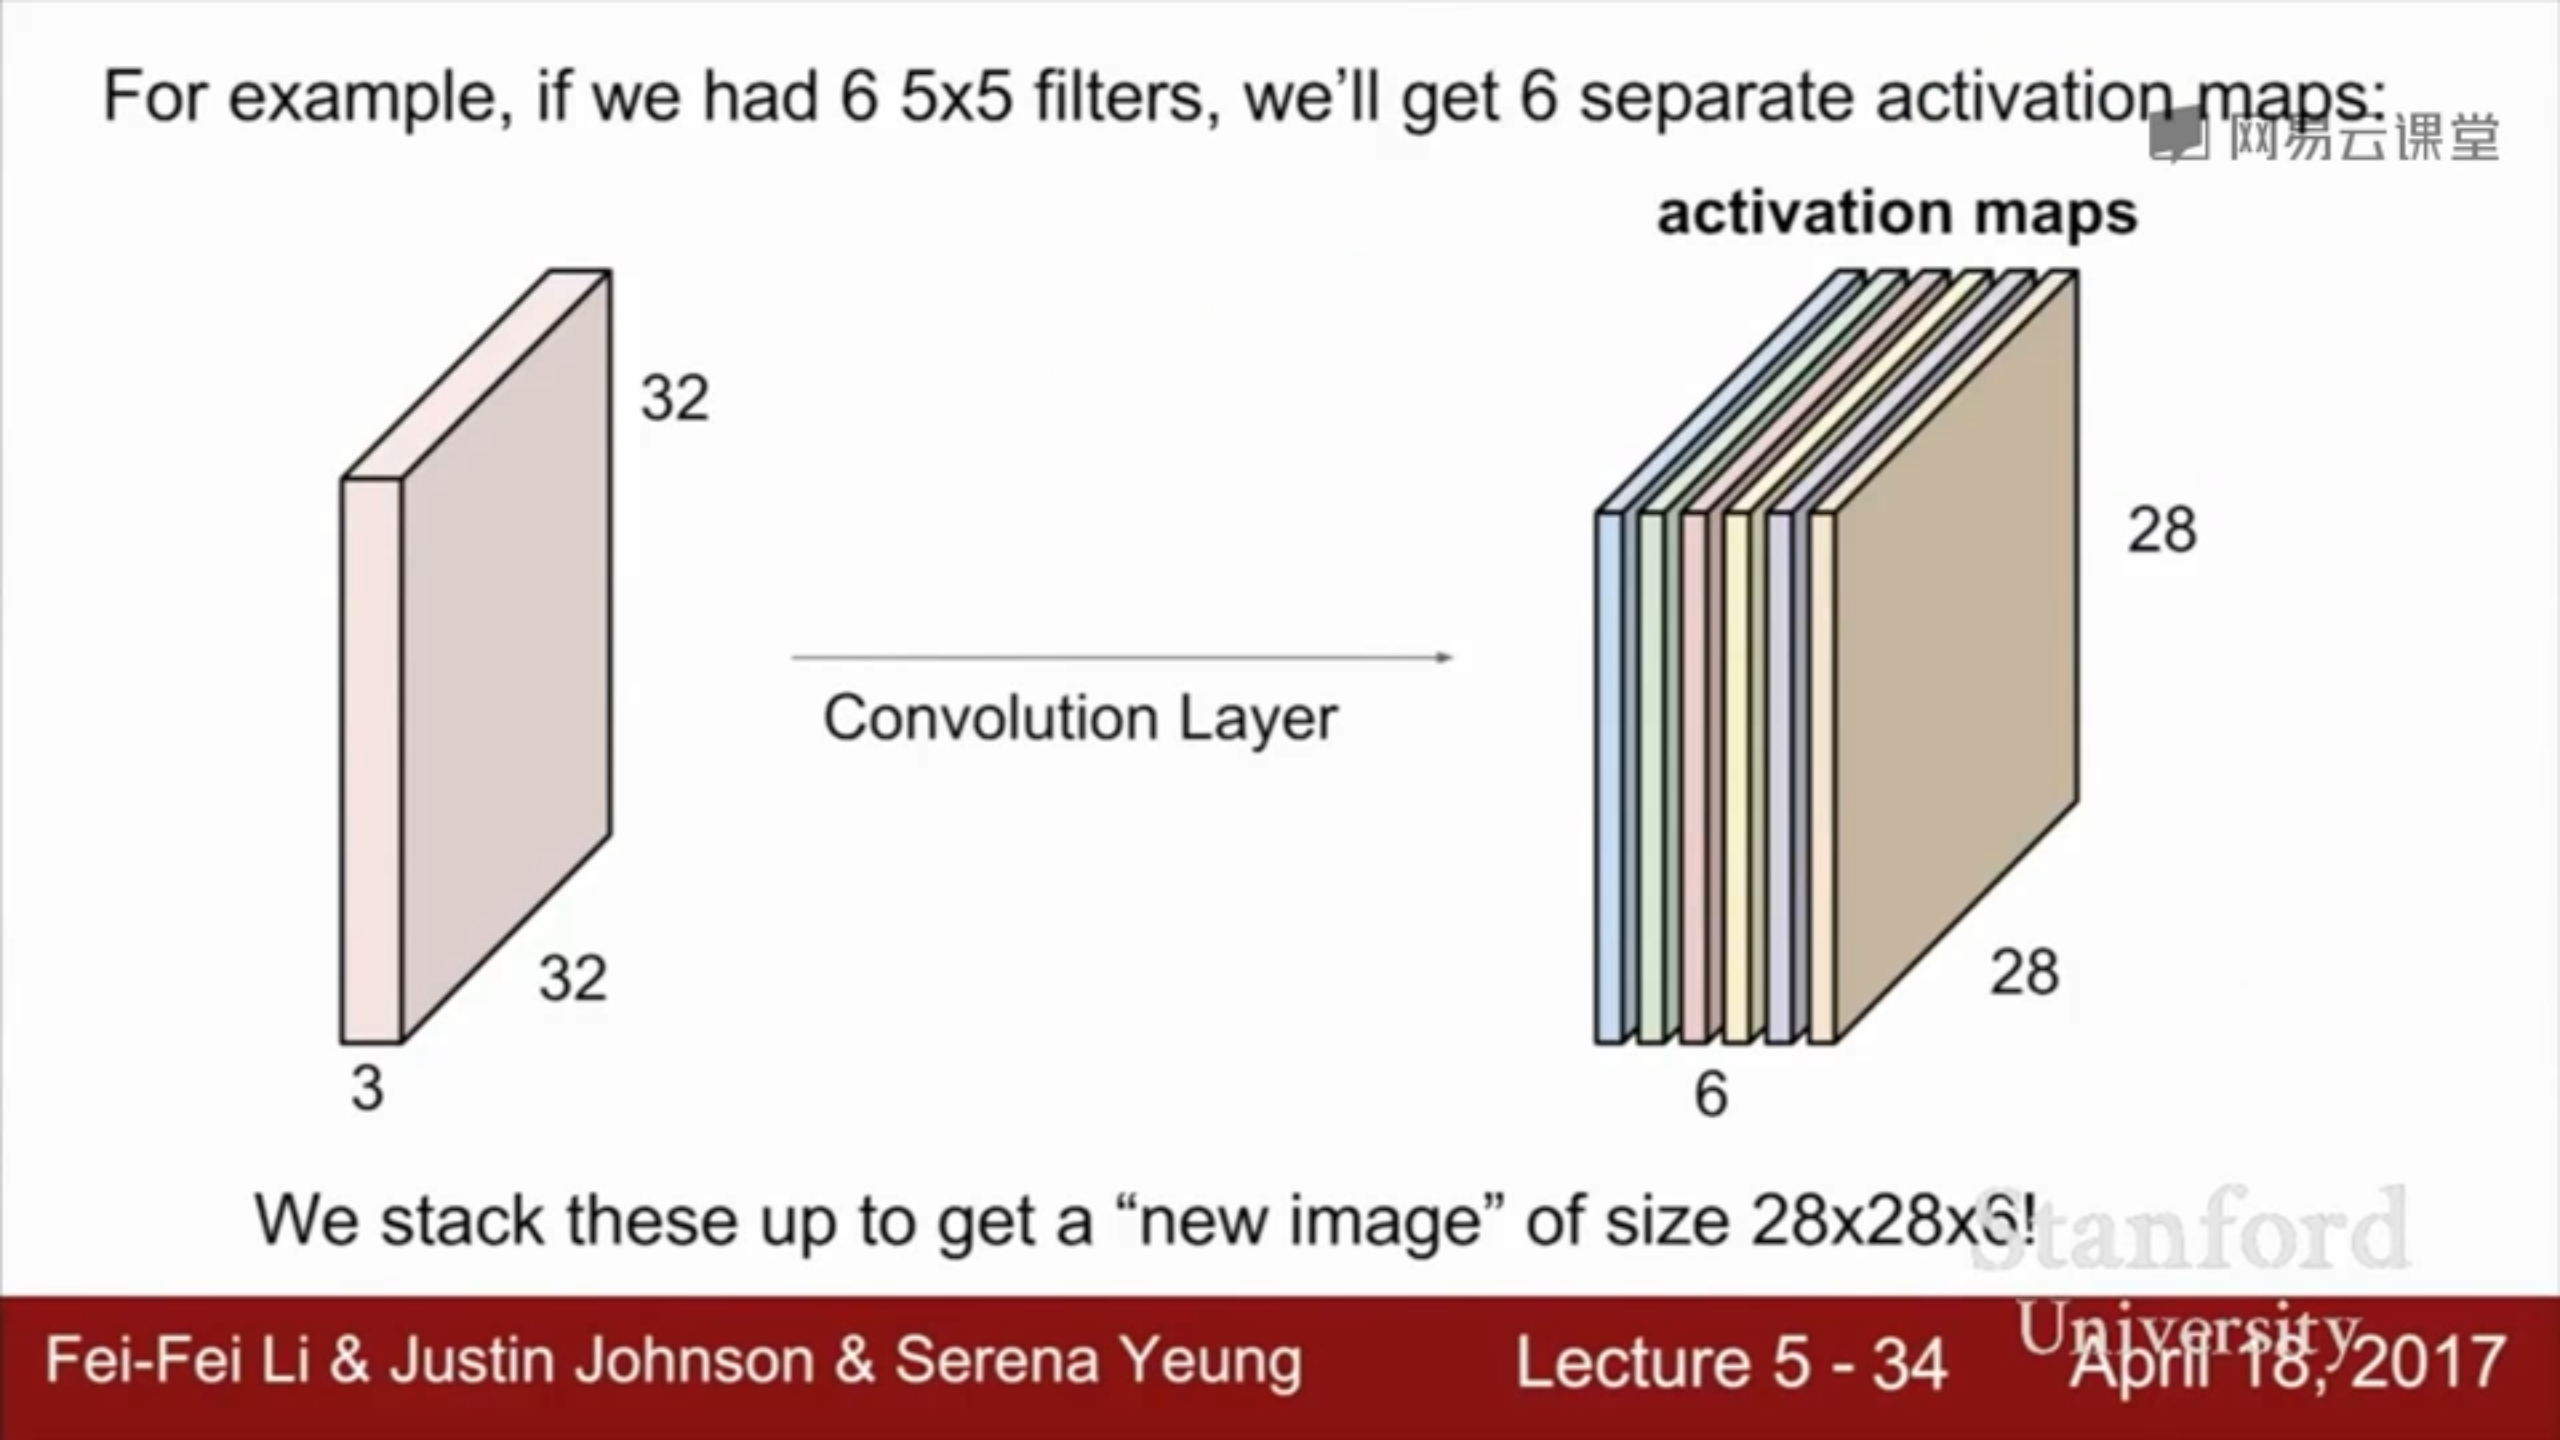 For example, if we had 6 5x5 filters, we’ll get 6 separate activation maps:
网易云课堂
activation maps
32
28
Convolution Layer
32
28
3
6
We stack these up to get a “new image” of size 28x28x6!
Stanford
University
Fei-Fei Li & Justin Johnson & Serena Yeung
Lecture 5 - 34
April 18, 2017